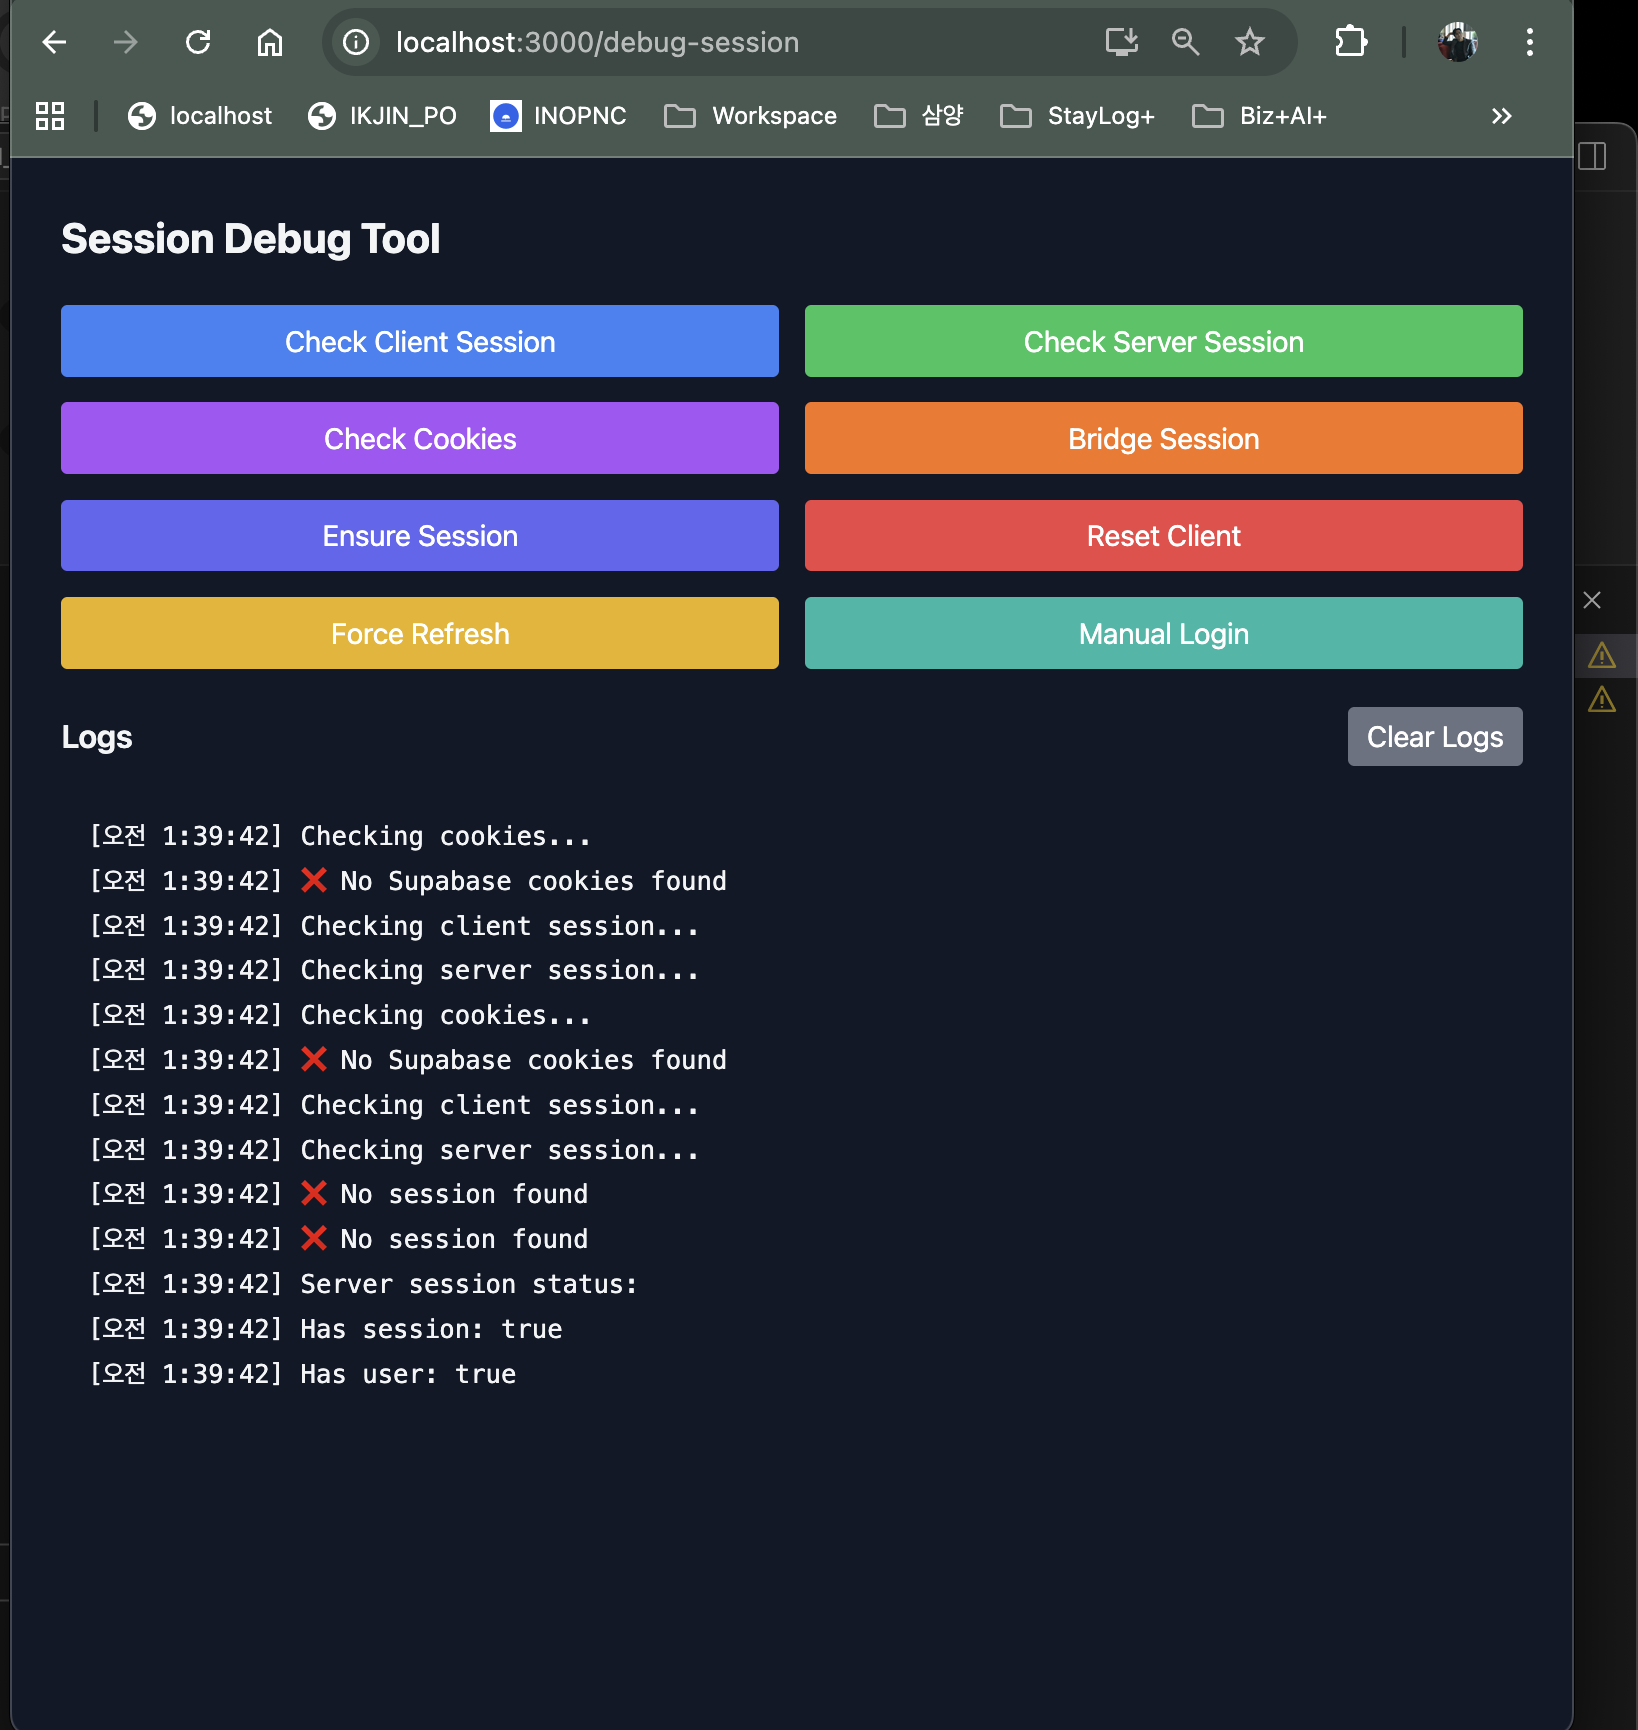 localhost:3000/debug-session
localhost IKJIN_PO INOPNC Workspace 삼양 StayLog+ Biz+AI+
Session Debug Tool
Check Client Session Check Server Session
Check Cookies Bridge Session
Ensure Session Reset Client
Force Refresh Manual Login
Logs Clear Logs
[오전 1:39:42] Checking cookies...
[오전 1:39:42] ❌ No Supabase cookies found
[오전 1:39:42] Checking client session...
[오전 1:39:42] Checking server session...
[오전 1:39:42] Checking cookies...
[오전 1:39:42] ❌ No Supabase cookies found
[오전 1:39:42] Checking client session...
[오전 1:39:42] Checking server session...
[오전 1:39:42] ❌ No session found
[오전 1:39:42] ❌ No session found
[오전 1:39:42] Server session status:
[오전 1:39:42] Has session: true
[오전 1:39:42] Has user: true